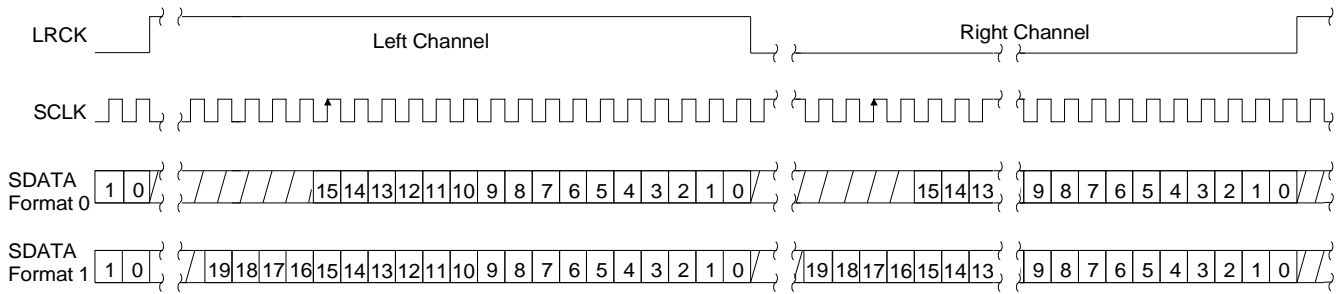 LRCK
Left Channel
Right Channel
SCLK
SDATA
Format 0
1 0 15 14 13 12 11 10 9 8 7 6 5 4 3 2 1 0 15 14 13 9 8 7 6 5 4 3 2 1 0
SDATA
Format 1
1 0 19 18 17 16 15 14 13 12 11 10 9 8 7 6 5 4 3 2 1 0 19 18 17 16 15 14 13 9 8 7 6 5 4 3 2 1 0